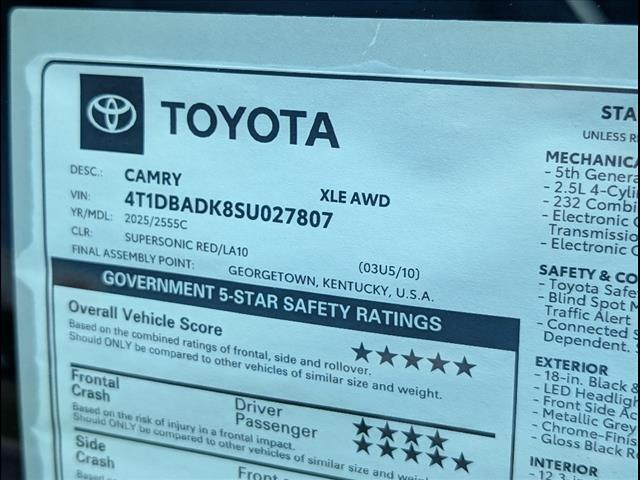 TOYOTA
DESC.: CAMRY XLE AWD
VIN: 4T1DBADK8SU027807
YR/MDL: 2025/2555C
CLR: SUPERSONIC RED/LA10
(03U5/10)
FINAL ASSEMBLY POINT: GEORGETOWN, KENTUCKY, U.S.A.
GOVERNMENT 5-STAR SAFETY RATINGS
Overall Vehicle Score ★★★★★
Based on the combined ratings of frontal, side and rollover.
Should ONLY be compared to other vehicles of similar size and weight.
Frontal
Crash
Driver ★★★★
Passenger ★★★★★
Based on the risk of injury in a frontal impact.
Should ONLY be compared to other vehicles of similar size and
Side
Crash
Front
STA
UNLESS R
MECHANICA
- 5th Genera
- 2.5L 4-Cyli
- 232 Combi
- Electronic
Transmissio
- Electronic
SAFETY & CO
- Toyota Safe
- Blind Spot M
Traffic Alert
- Connected
Dependent.
EXTERIOR
- 18-in. Black &
- LED Headligh
- Front Side Ac
- Metallic Grey
- Chrome-Finis
- Gloss Black R
INTERIOR
- 12.3-in